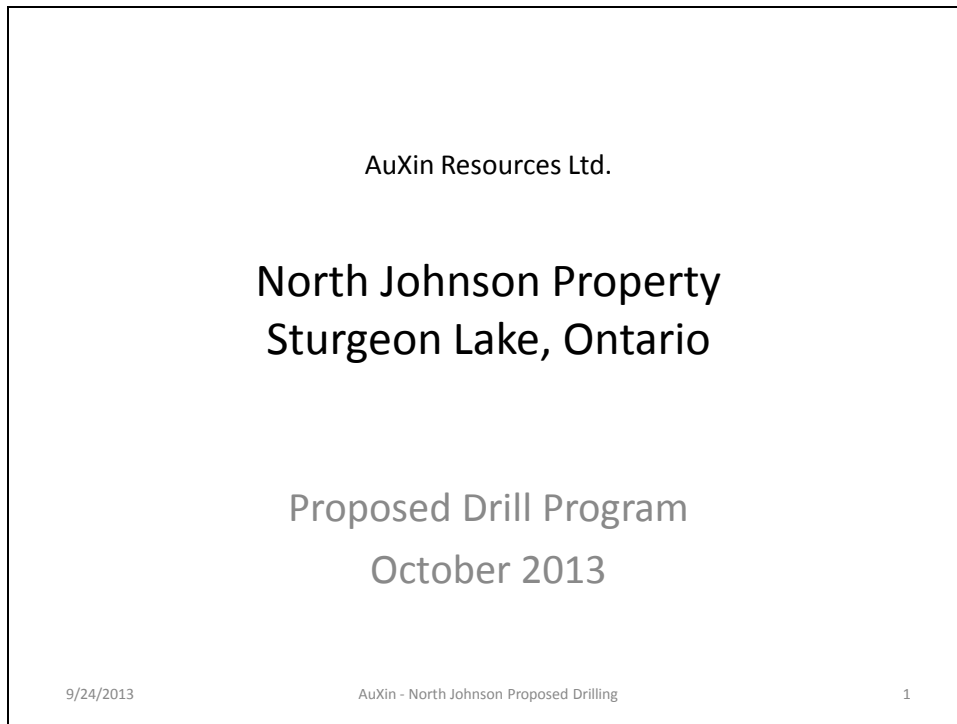 AuXin Resources Ltd.
North Johnson Property
Sturgeon Lake, Ontario
Proposed Drill Program
October 2013
9/24/2013 AuXin - North Johnson Proposed Drilling 1